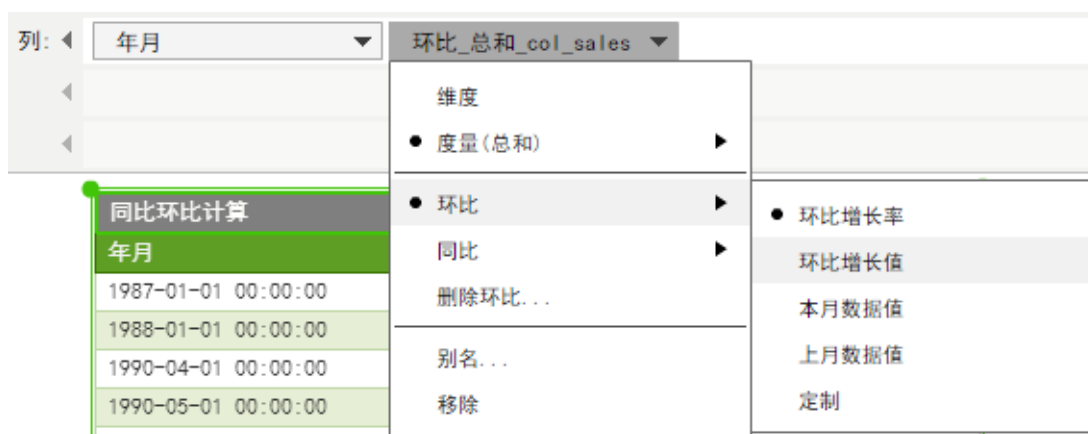 列: 年月 环比_总和_col_sales
维度
度量(总和)
环比
同比
删除环比...
别名...
移除
环比增长率
环比增长值
本月数据值
上月数据值
定制
同比环比计算
年月
1987-01-01 00:00:00
1988-01-01 00:00:00
1990-04-01 00:00:00
1990-05-01 00:00:00